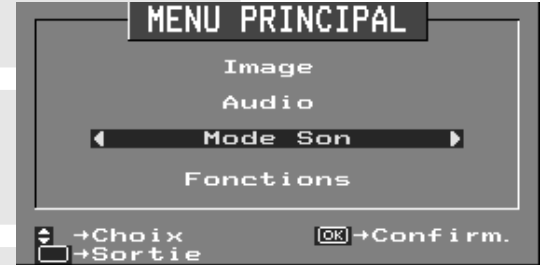 MENU PRINCIPAL
Image
Audio
Mode Son
Fonctions
→Choix OK→Confirm.
→Sortie